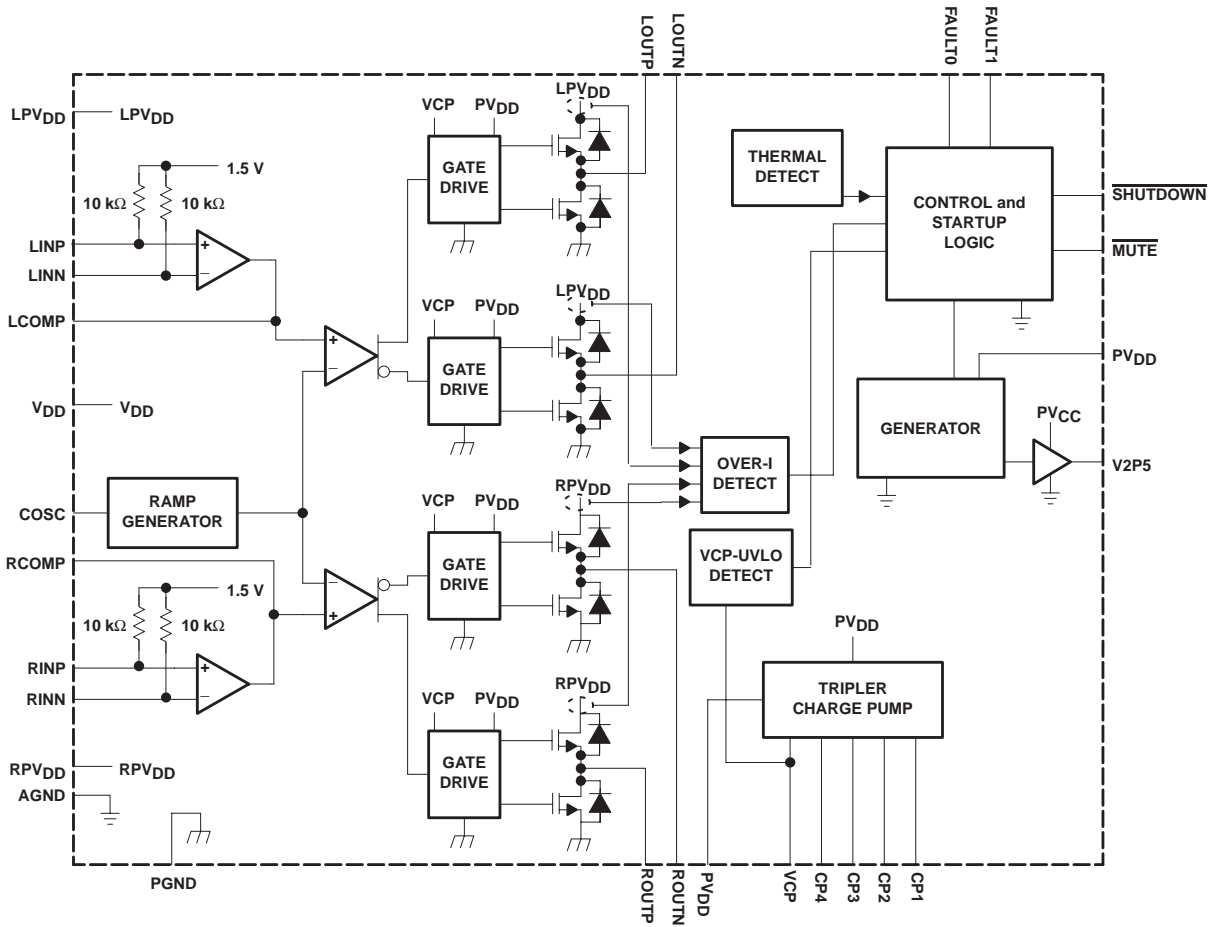 LOUTP
LOUTN
FAULT0
FAULT1
LPVDD
LPVDD
1.5 V
10 kΩ
10 kΩ
LINP
LINN
+
–
LCOMP
VDD
VDD
+
–
VCP
PVDD
GATE
DRIVE
LPVDD
VCP
PVDD
GATE
DRIVE
LPVDD
THERMAL
DETECT
CONTROL and
STARTUP
LOGIC
SHUTDOWN
MUTE
PVDD
GENERATOR
PVCC
V2P5
COSC
RAMP
GENERATOR
RCOMP
1.5 V
10 kΩ
10 kΩ
RINP
RINN
+
–
–
+
VCP
PVDD
GATE
DRIVE
RPVDD
OVER-I
DETECT
VCP-UVLO
DETECT
VCP
PVDD
GATE
DRIVE
RPVDD
PVDD
TRIPLER
CHARGE PUMP
RPVDD
RPVDD
AGND
PGND
ROUTP
ROUTN
PVDD
VCP
CP4
CP3
CP2
CP1